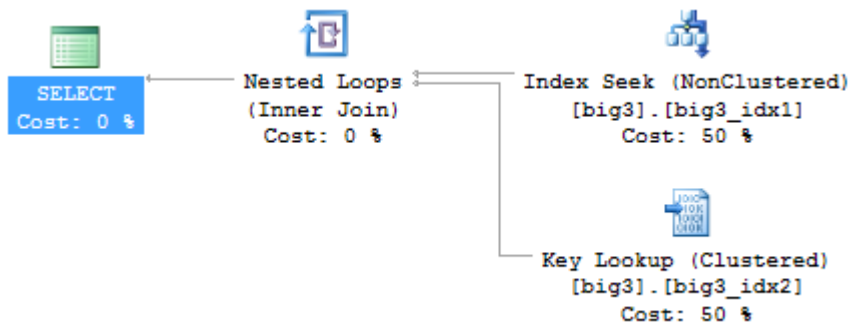 SELECT
Cost: 0 %
Nested Loops
(Inner Join)
Cost: 0 %
Index Seek (NonClustered)
[big3].[big3_idx1]
Cost: 50 %
Key Lookup (Clustered)
[big3].[big3_idx2]
Cost: 50 %